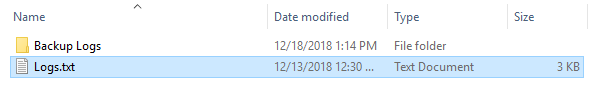 Name Date modified Type Size
Backup Logs 12/18/2018 1:14 PM File folder
Logs.txt 12/13/2018 12:30 ... Text Document 3 KB